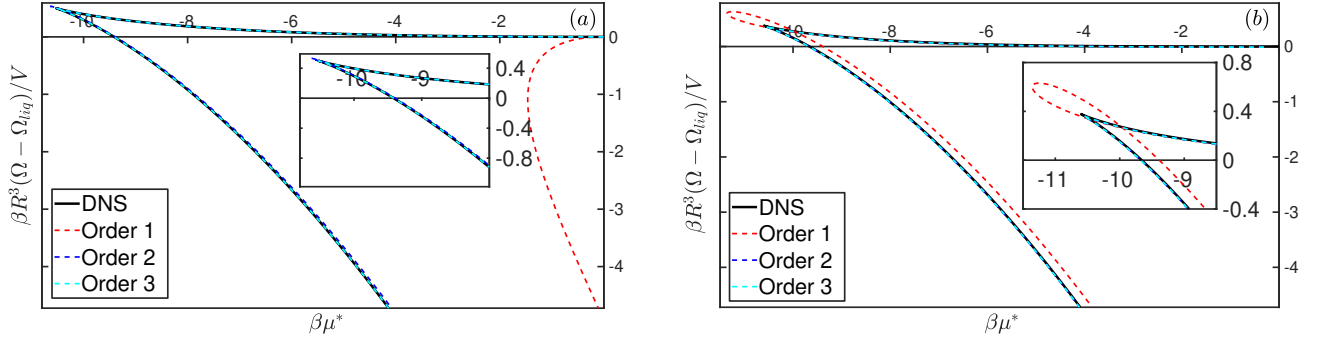 (a)
-10
-8
-6
-4
-2
0
-1
-2
-3
-4
βR³(Ω − Ω_liq)/V
βμ*
-10
-9
0.4
0
-0.4
-0.8
DNS
Order 1
Order 2
Order 3
(b)
-10
-8
-6
-4
-2
0
-1
-2
-3
-4
βR³(Ω − Ω_liq)/V
βμ*
0.8
0.4
0
-0.4
-11
-10
-9
DNS
Order 1
Order 2
Order 3